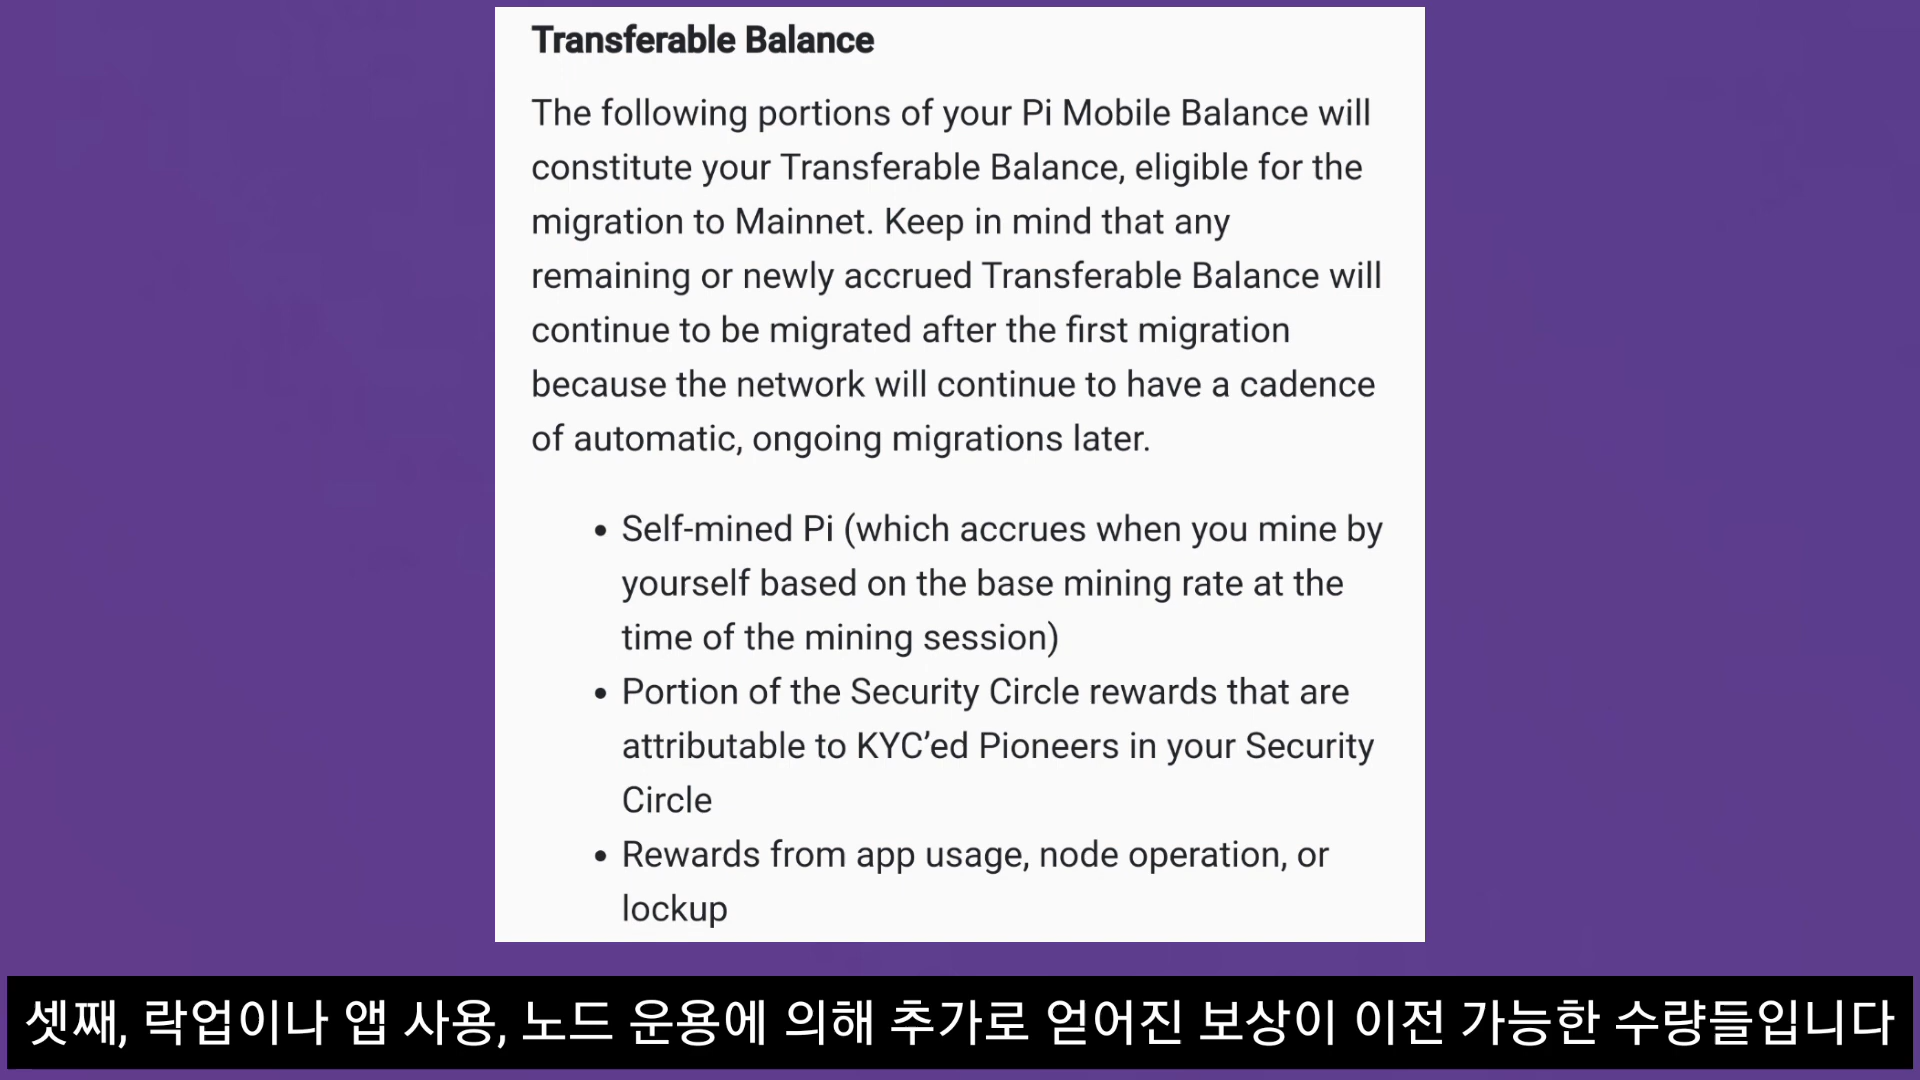 Transferable Balance
The following portions of your Pi Mobile Balance will
constitute your Transferable Balance, eligible for the
migration to Mainnet. Keep in mind that any
remaining or newly accrued Transferable Balance will
continue to be migrated after the first migration
because the network will continue to have a cadence
of automatic, ongoing migrations later.
• Self-mined Pi (which accrues when you mine by
yourself based on the base mining rate at the
time of the mining session)
• Portion of the Security Circle rewards that are
attributable to KYC’ed Pioneers in your Security
Circle
• Rewards from app usage, node operation, or
lockup
셋째, 락업이나 앱 사용, 노드 운용에 의해 추가로 얻어진 보상이 이전 가능한 수량들입니다